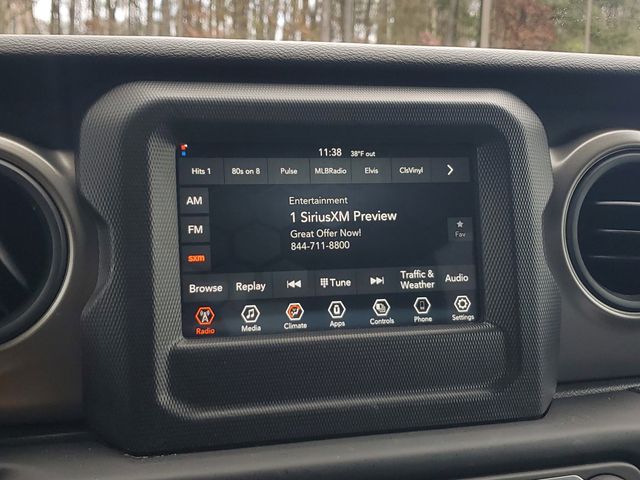 11:38 38°F out
Hits 1 80s on 8 Pulse MLBRadio Elvis ClsVinyl
AM
FM
sxm
Entertainment
1 SiriusXM Preview
Great Offer Now!
844-711-8800
Fav
Browse Replay Tune Traffic & Weather Audio
Radio Media Climate Apps Controls Phone Settings